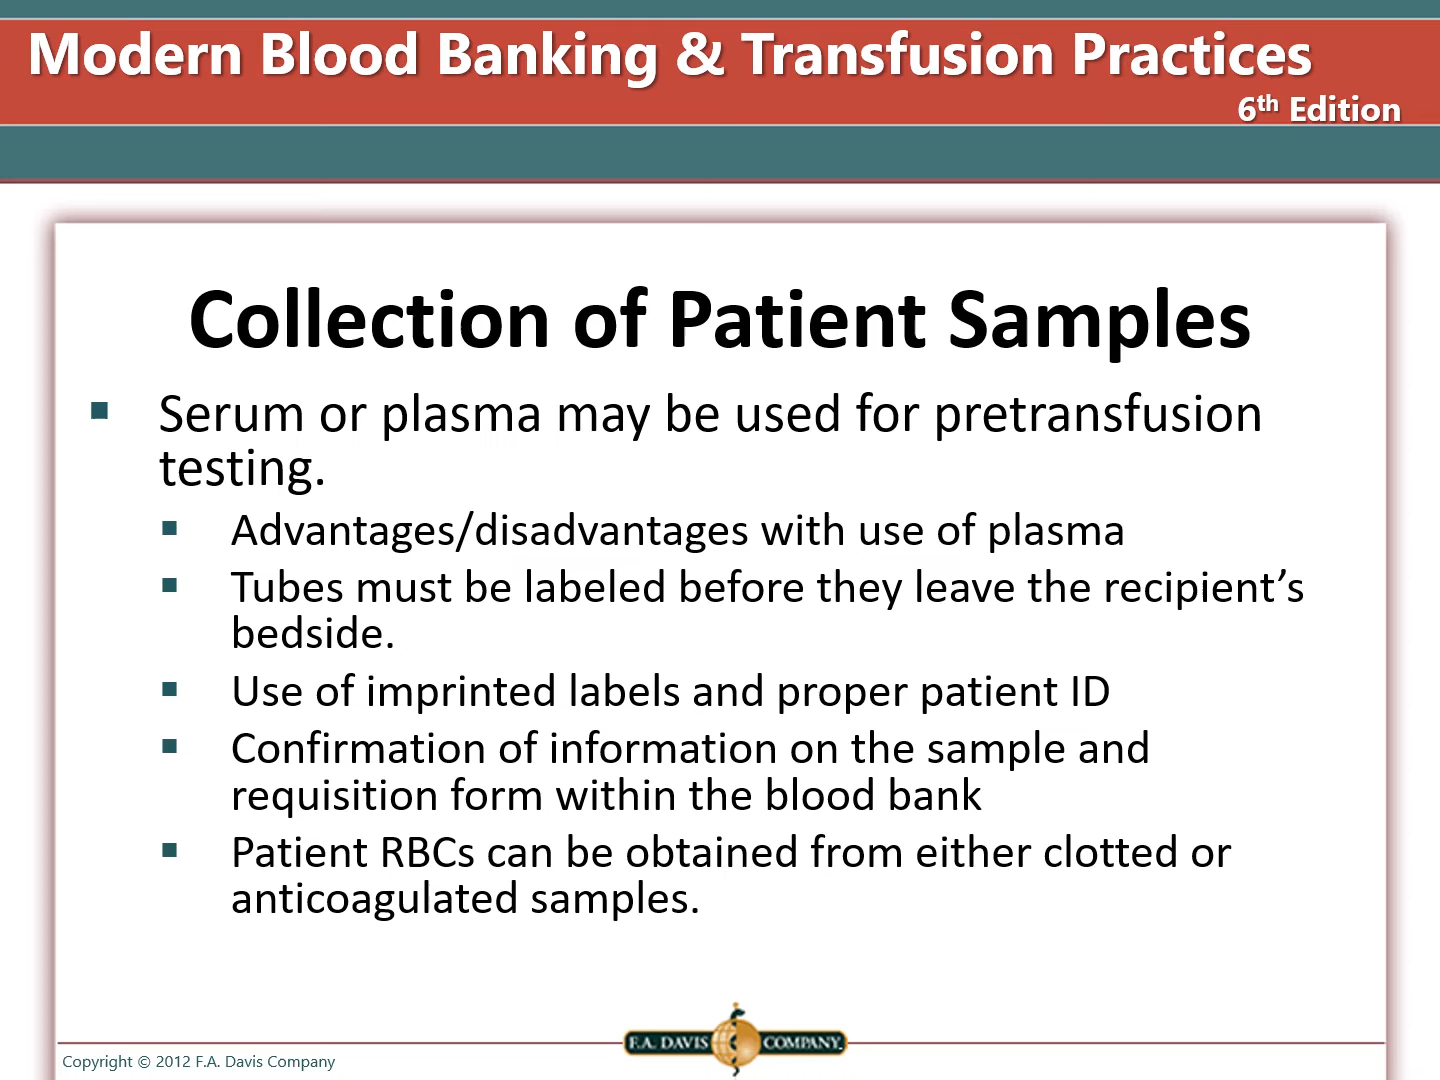 Modern Blood Banking & Transfusion Practices
6th Edition
Collection of Patient Samples
▪ Serum or plasma may be used for pretransfusion
testing.
▪ Advantages/disadvantages with use of plasma
▪ Tubes must be labeled before they leave the recipient’s
bedside.
▪ Use of imprinted labels and proper patient ID
▪ Confirmation of information on the sample and
requisition form within the blood bank
▪ Patient RBCs can be obtained from either clotted or
anticoagulated samples.
F.A. DAVIS COMPANY.
Copyright © 2012 F.A. Davis Company